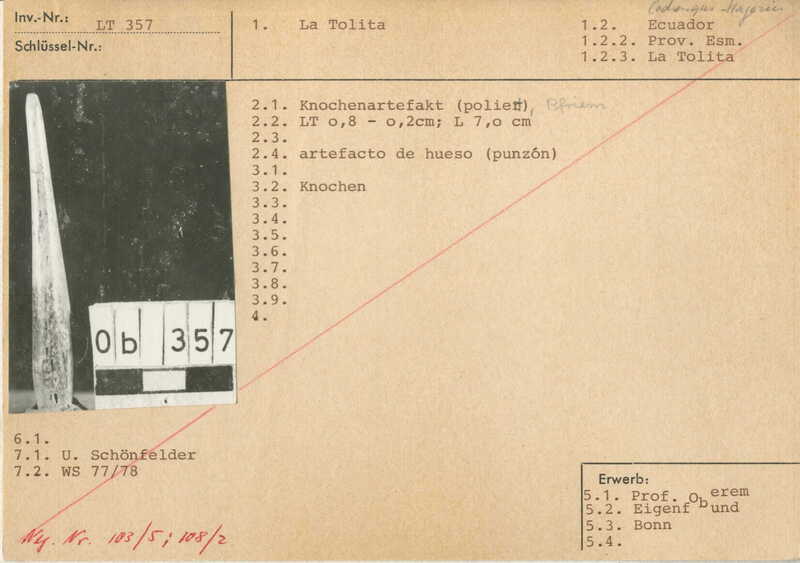 Inv.-Nr.: LT 357
Schlüssel-Nr.:
1. La Tolita
1.2. Ecuador
1.2.2. Prov. Esm.
1.2.3. La Tolita
2.1. Knochenartefakt (poliert), Pfriem
2.2. LT o,8 - o,2cm; L 7,o cm
2.3.
2.4. artefacto de hueso (punzón)
3.1.
3.2. Knochen
3.3.
3.4.
3.5.
3.6.
3.7.
3.8.
3.9.
4.
Ob 357
6.1.
7.1. U. Schönfelder
7.2. WS 77/78
Neg. Nr. 103/5; 108/2
Erwerb:
5.1. Prof. Oberem
5.2. Eigenfund
5.3. Bonn
5.4.